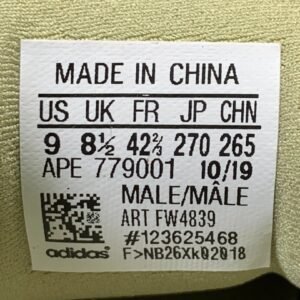 MADE IN CHINA
US UK FR JP CHN
9 8½ 42⅔ 270 265
APE 779001 10/19
MALE/MÂLE
ART FW4839
#123625468
adidas F>NB26Xk02018